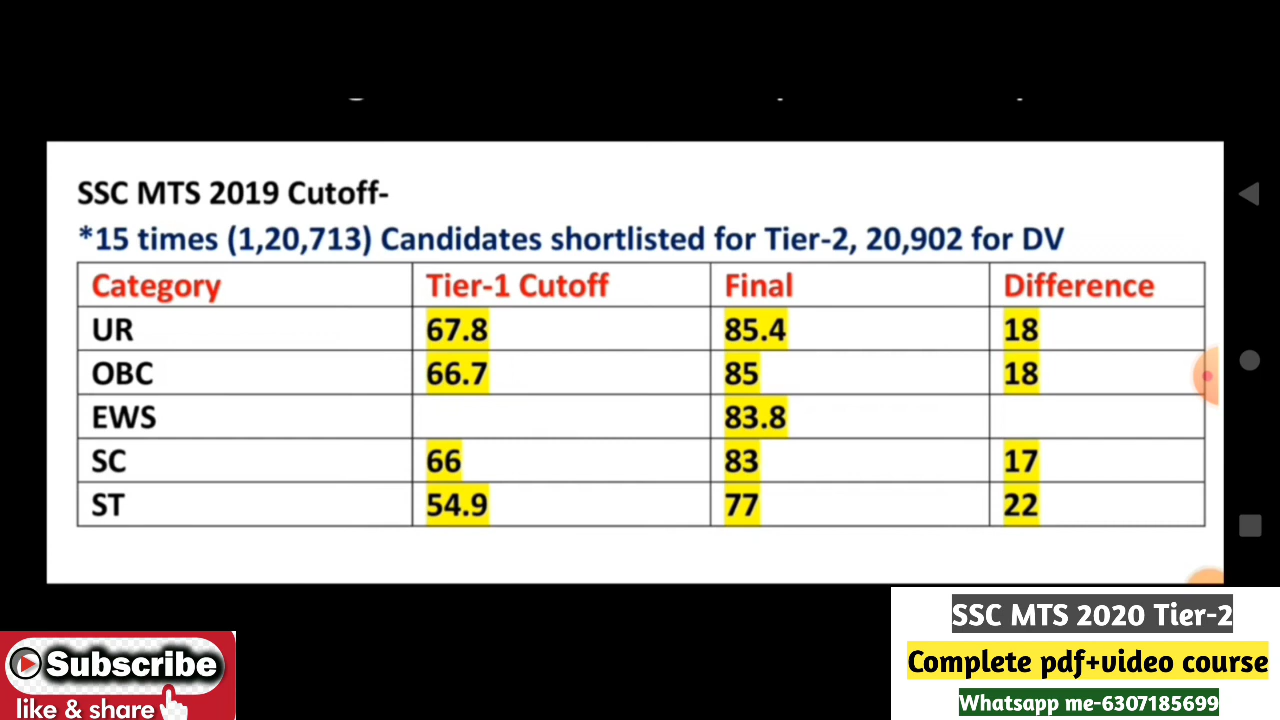 SSC MTS 2019 Cutoff-
*15 times (1,20,713) Candidates shortlisted for Tier-2, 20,902 for DV
Category Tier-1 Cutoff Final Difference
UR 67.8 85.4 18
OBC 66.7 85 18
EWS 83.8
SC 66 83 17
ST 54.9 77 22
SSC MTS 2020 Tier-2
Complete pdf+video course
Whatsapp me-6307185699
Subscribe
like & share